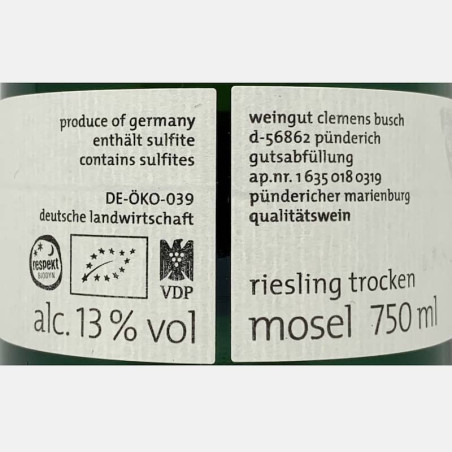 produce of germany
enthält sulfite
contains sulfites
DE-ÖKO-039
deutsche landwirtschaft
respekt
BIODYN
VDP
alc. 13 % vol
weingut clemens busch
d-56862 pünderich
gutsabfüllung
ap.nr. 1 635 018 0319
pündericher marienburg
qualitätswein
riesling trocken
mosel 750 ml